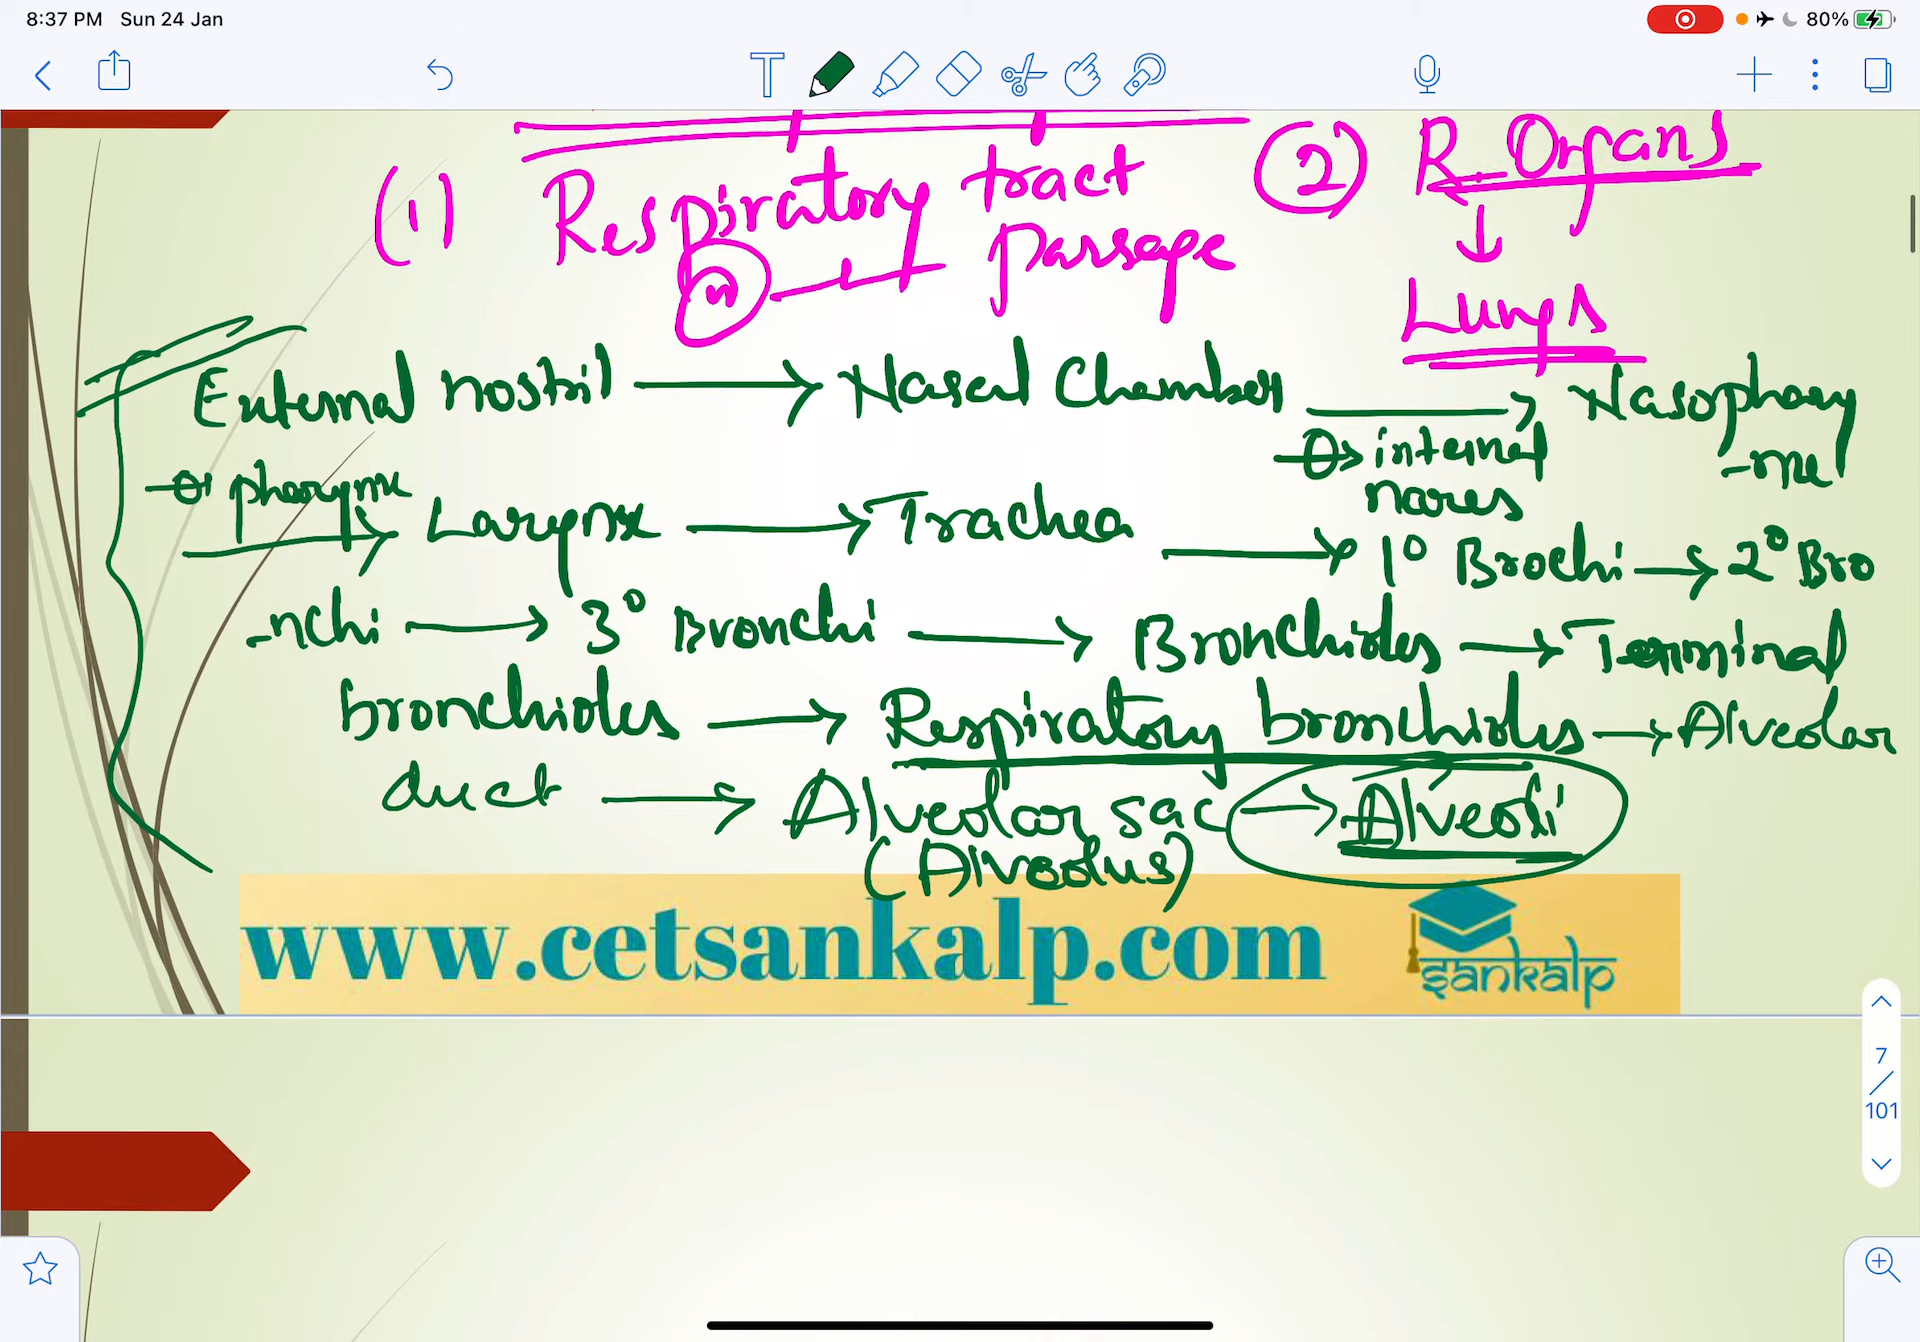 8:37 PM Sun 24 Jan
80%
(1) Respiratory tract
passage
(2) R. Organs
↓
Lungs
External nostril → Nasal Chamber → Nasophary
→ internal
nares
-nx
pharynx → Larynx → Trachea → 1° Brochi → 2° Bro
-nchi → 3° Bronchi → Bronchioles → Terminal
bronchioles → Respiratory bronchioles → Alveolar
duct → Alveolar sac → Alveoli
(Alveolus)
www.cetsankalp.com
sankalp
7
/
101